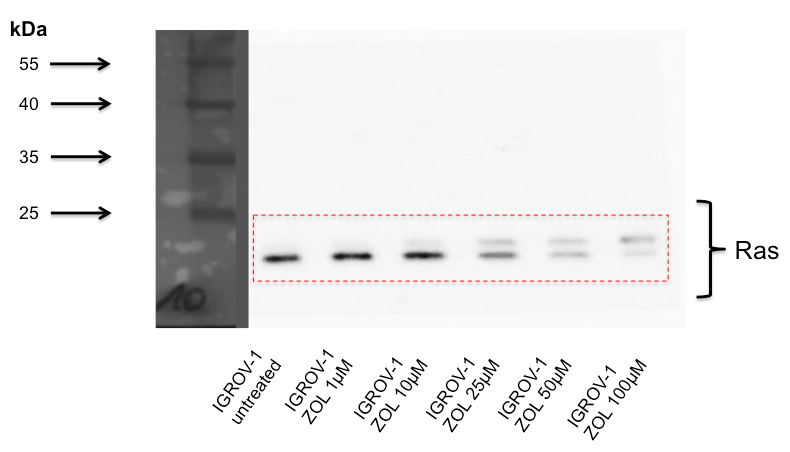 kDa
55
40
35
25
10
Ras
IGROV-1
untreated
IGROV-1
ZOL 1µM
IGROV-1
ZOL 10µM
IGROV-1
ZOL 25µM
IGROV-1
ZOL 50µM
IGROV-1
ZOL 100µM